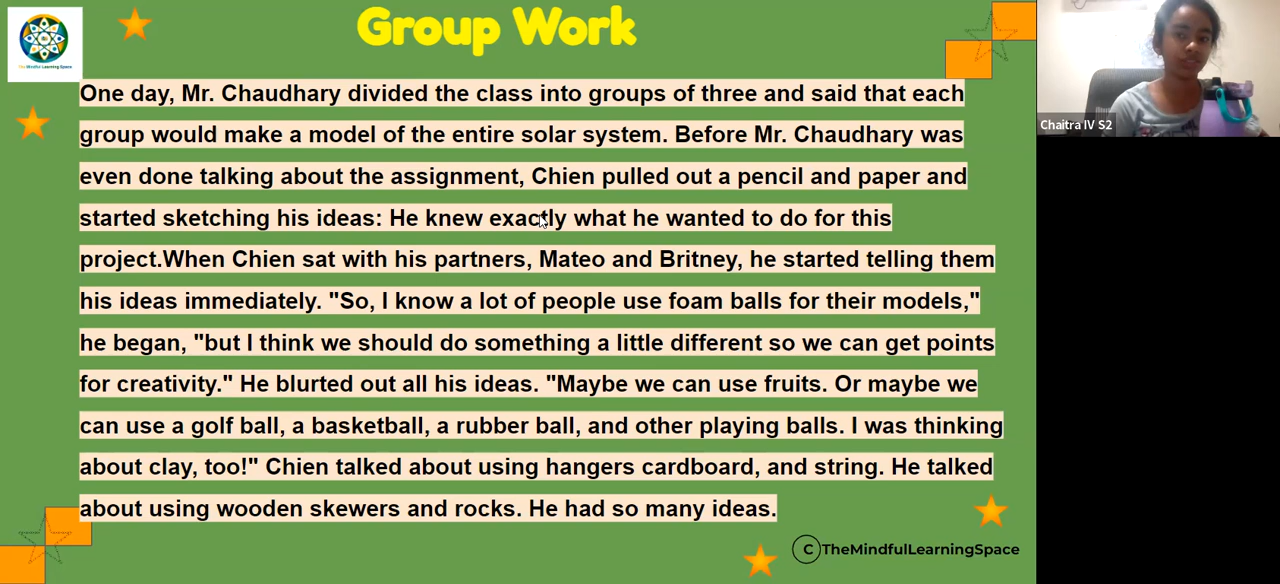 Group Work
The Mindful Learning Space
One day, Mr. Chaudhary divided the class into groups of three and said that each
group would make a model of the entire solar system. Before Mr. Chaudhary was
even done talking about the assignment, Chien pulled out a pencil and paper and
started sketching his ideas: He knew exactly what he wanted to do for this
project.When Chien sat with his partners, Mateo and Britney, he started telling them
his ideas immediately. "So, I know a lot of people use foam balls for their models,"
he began, "but I think we should do something a little different so we can get points
for creativity." He blurted out all his ideas. "Maybe we can use fruits. Or maybe we
can use a golf ball, a basketball, a rubber ball, and other playing balls. I was thinking
about clay, too!" Chien talked about using hangers cardboard, and string. He talked
about using wooden skewers and rocks. He had so many ideas.
© TheMindfulLearningSpace
Chaitra IV S2